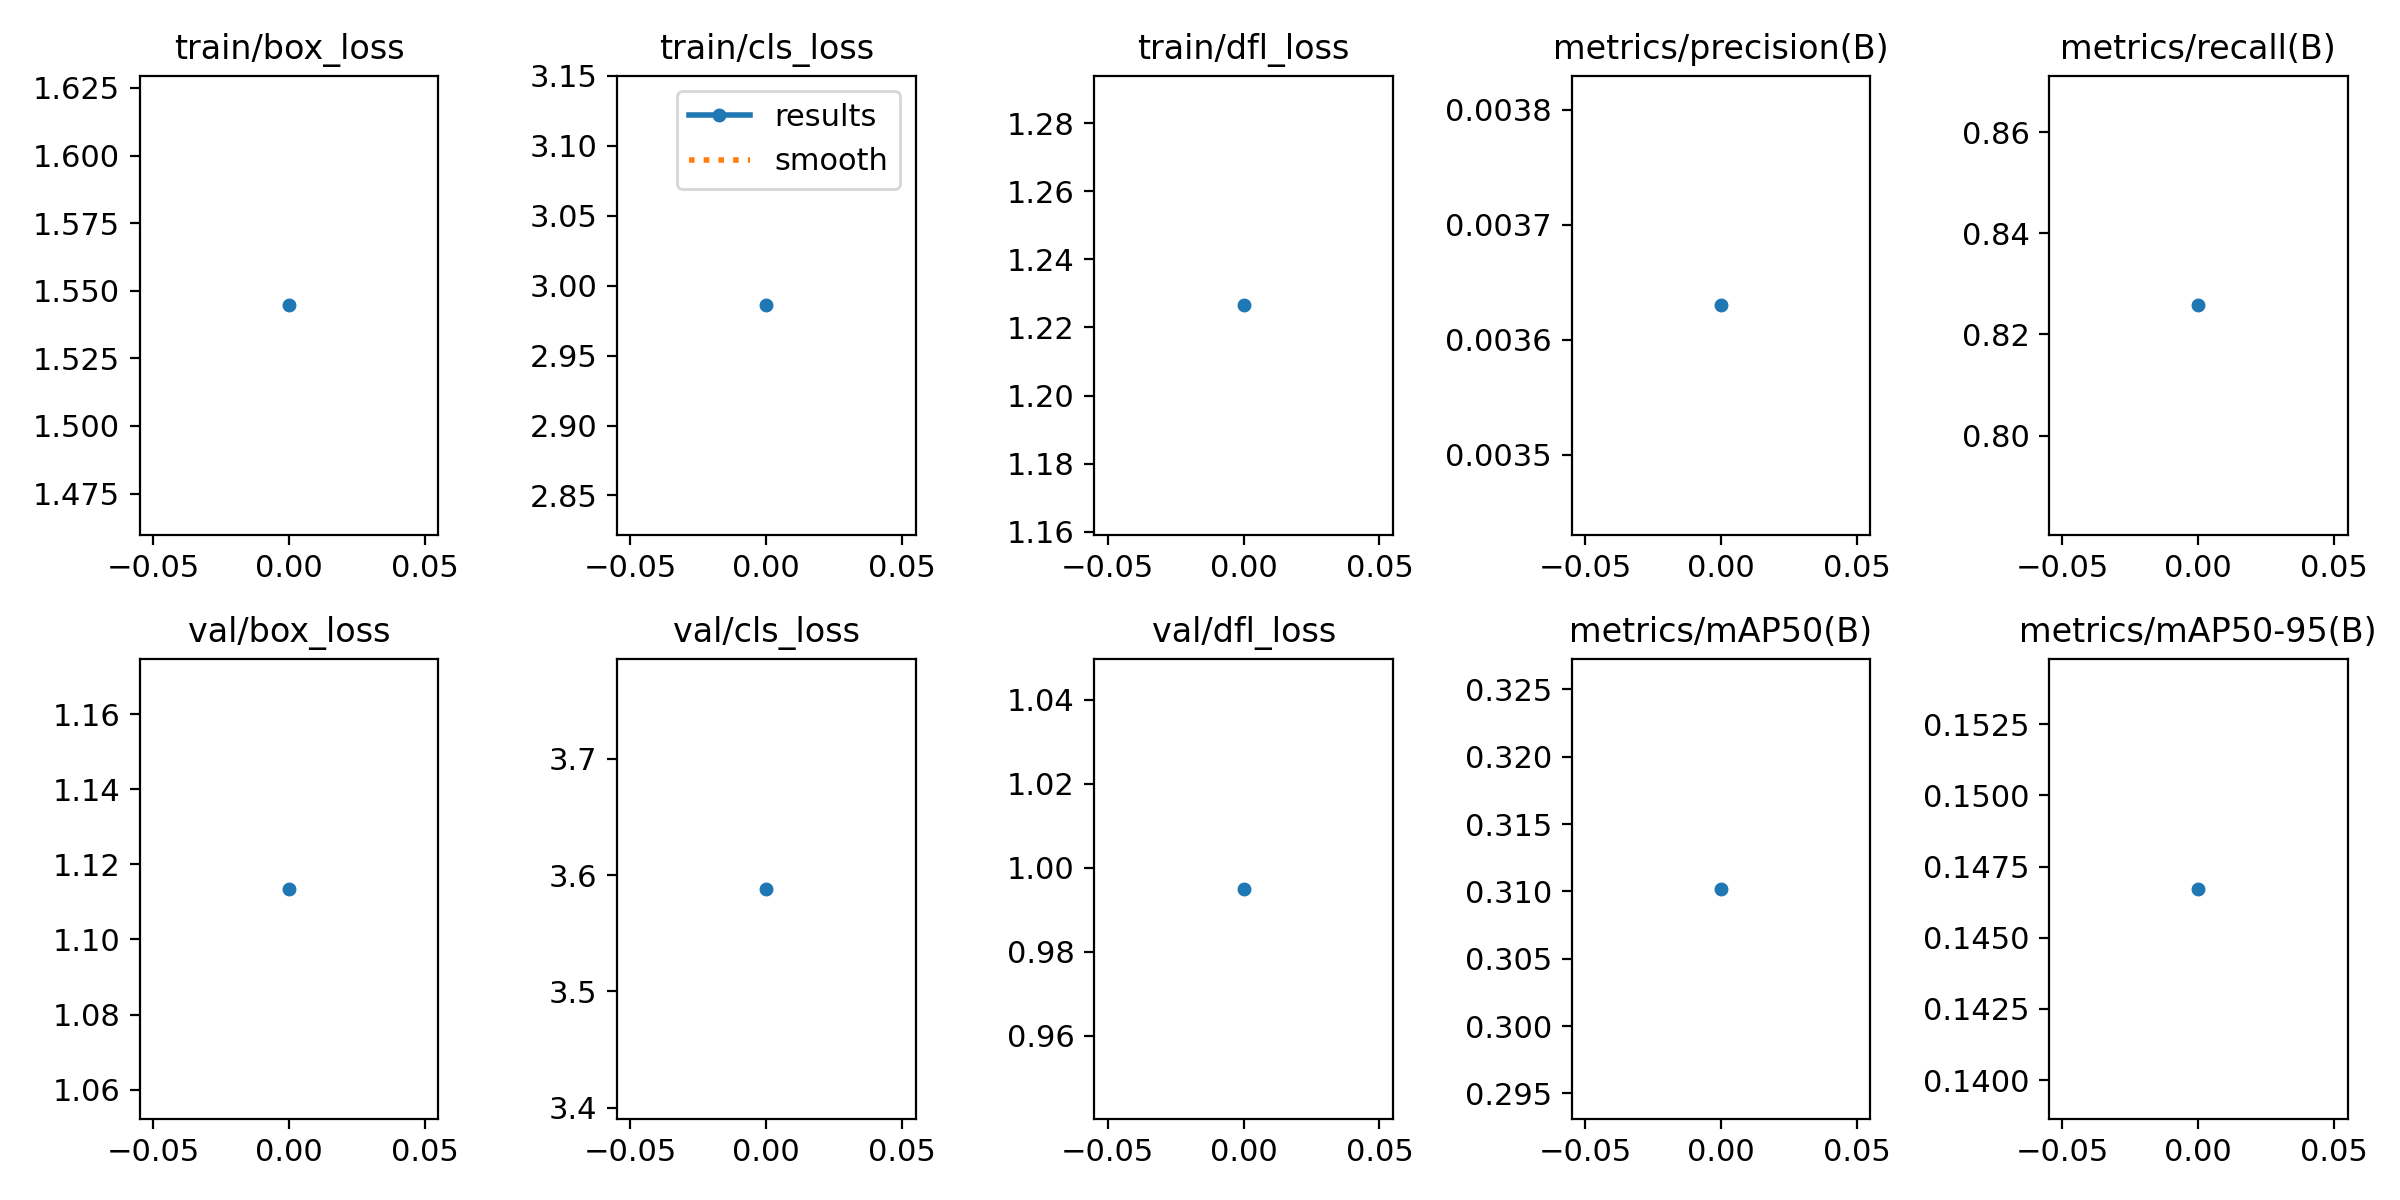 train/box_loss
1.625
1.600
1.575
1.550
1.525
1.500
1.475
−0.05 0.00 0.05
train/cls_loss
3.15
3.10
3.05
3.00
2.95
2.90
2.85
results
smooth
−0.05 0.00 0.05
train/dfl_loss
1.28
1.26
1.24
1.22
1.20
1.18
1.16
−0.05 0.00 0.05
metrics/precision(B)
0.0038
0.0037
0.0036
0.0035
−0.05 0.00 0.05
metrics/recall(B)
0.86
0.84
0.82
0.80
−0.05 0.00 0.05
val/box_loss
1.16
1.14
1.12
1.10
1.08
1.06
−0.05 0.00 0.05
val/cls_loss
3.7
3.6
3.5
3.4
−0.05 0.00 0.05
val/dfl_loss
1.04
1.02
1.00
0.98
0.96
−0.05 0.00 0.05
metrics/mAP50(B)
0.325
0.320
0.315
0.310
0.305
0.300
0.295
−0.05 0.00 0.05
metrics/mAP50-95(B)
0.1525
0.1500
0.1475
0.1450
0.1425
0.1400
−0.05 0.00 0.05